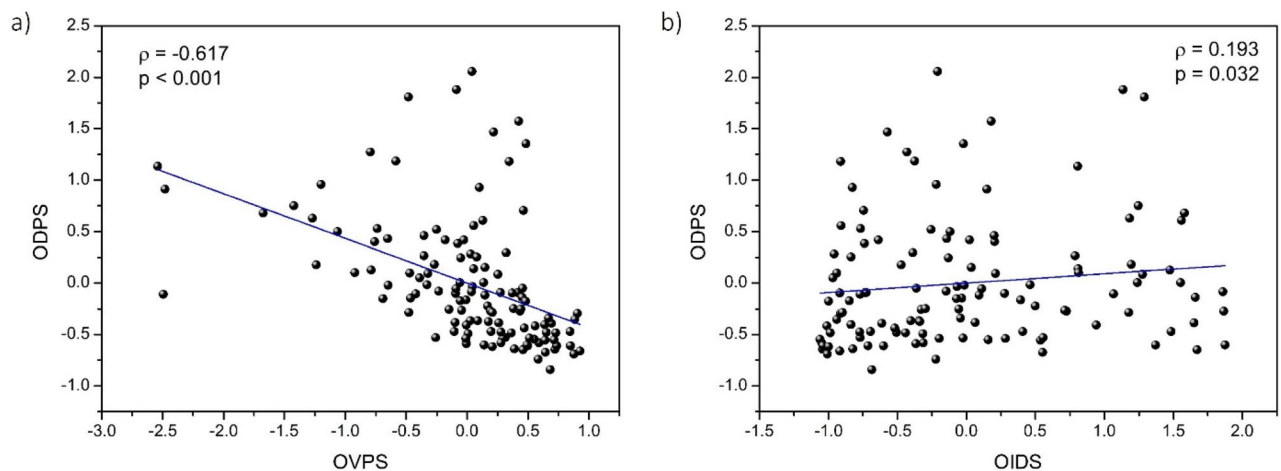 a)
ρ = -0.617
p < 0.001
ODPS
2.5
2.0
1.5
1.0
0.5
0.0
-0.5
-1.0
-3.0 -2.5 -2.0 -1.5 -1.0 -0.5 0.0 0.5 1.0
OVPS
b)
ρ = 0.193
p = 0.032
ODPS
2.5
2.0
1.5
1.0
0.5
0.0
-0.5
-1.0
-1.5 -1.0 -0.5 0.0 0.5 1.0 1.5 2.0
OIDS